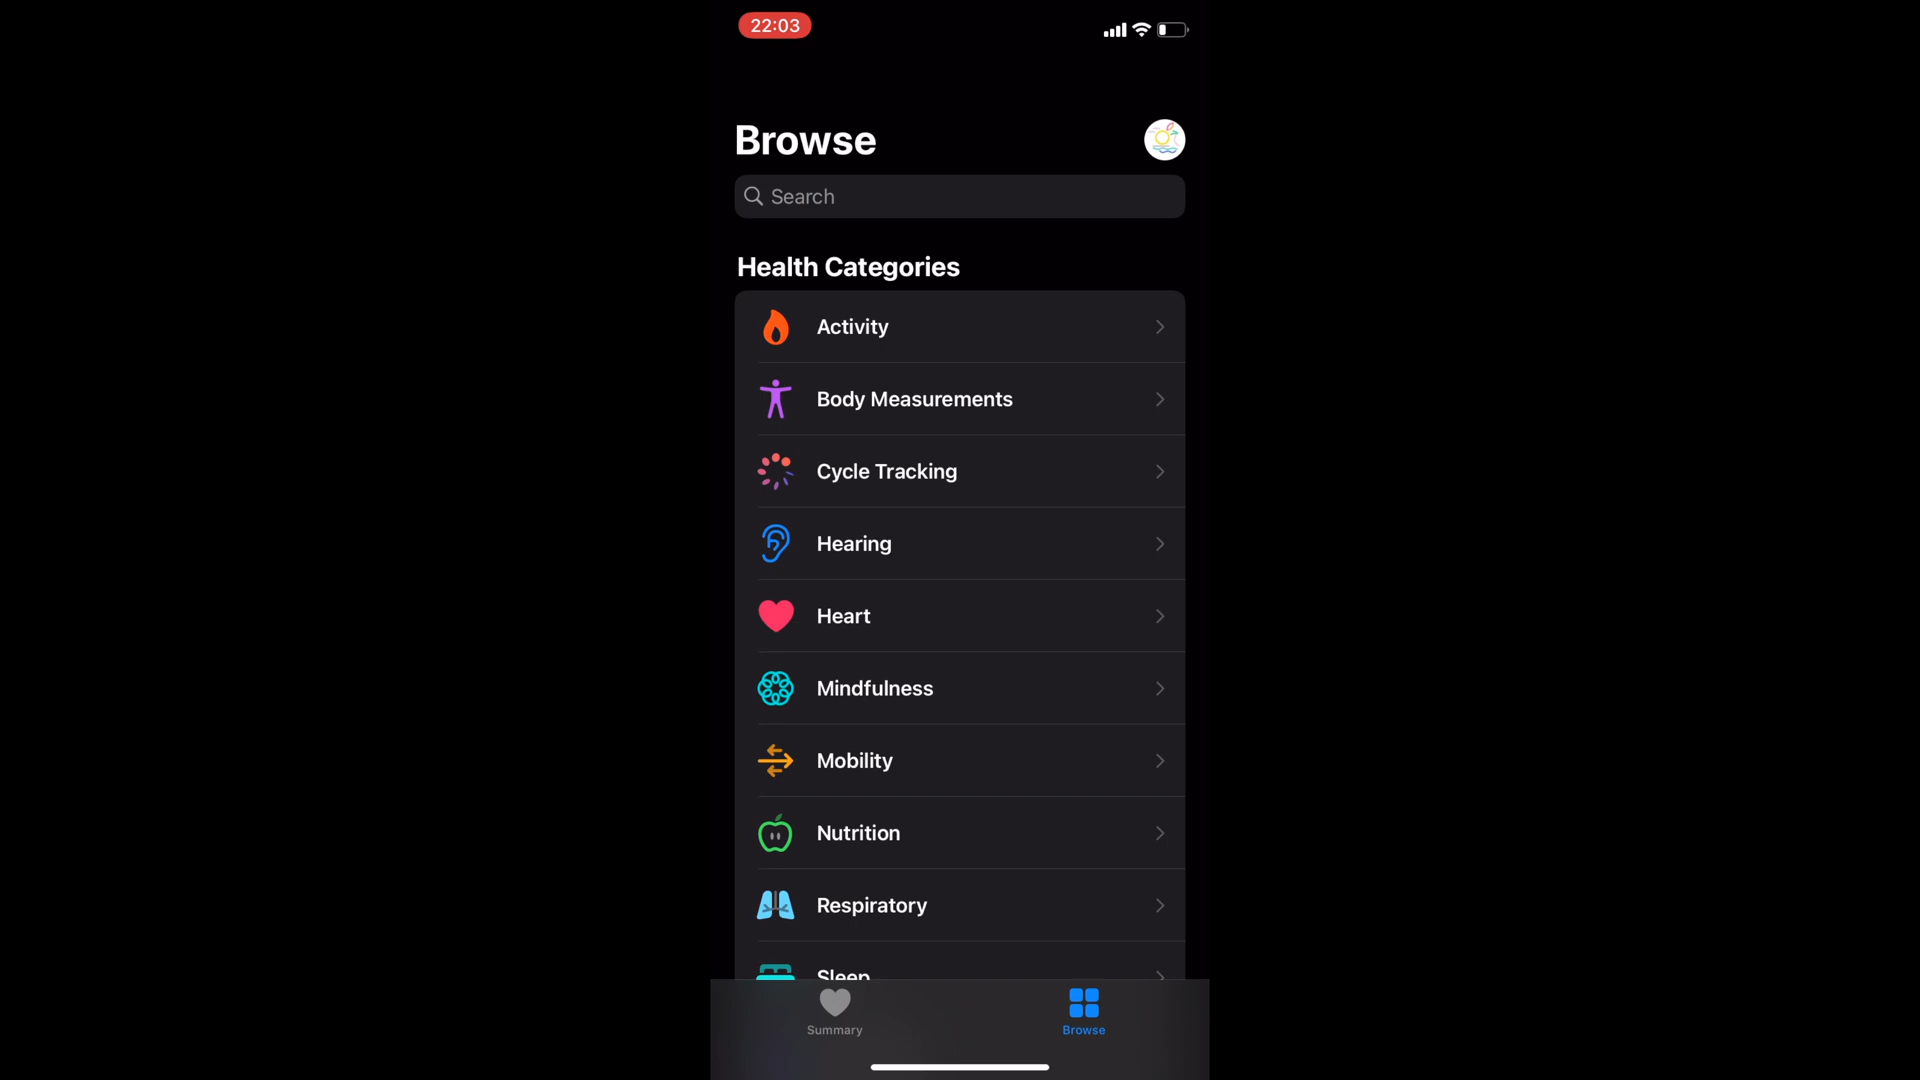 22:03
Browse
Search
Health Categories
Activity
Body Measurements
Cycle Tracking
Hearing
Heart
Mindfulness
Mobility
Nutrition
Respiratory
Sleep
Summary
Browse